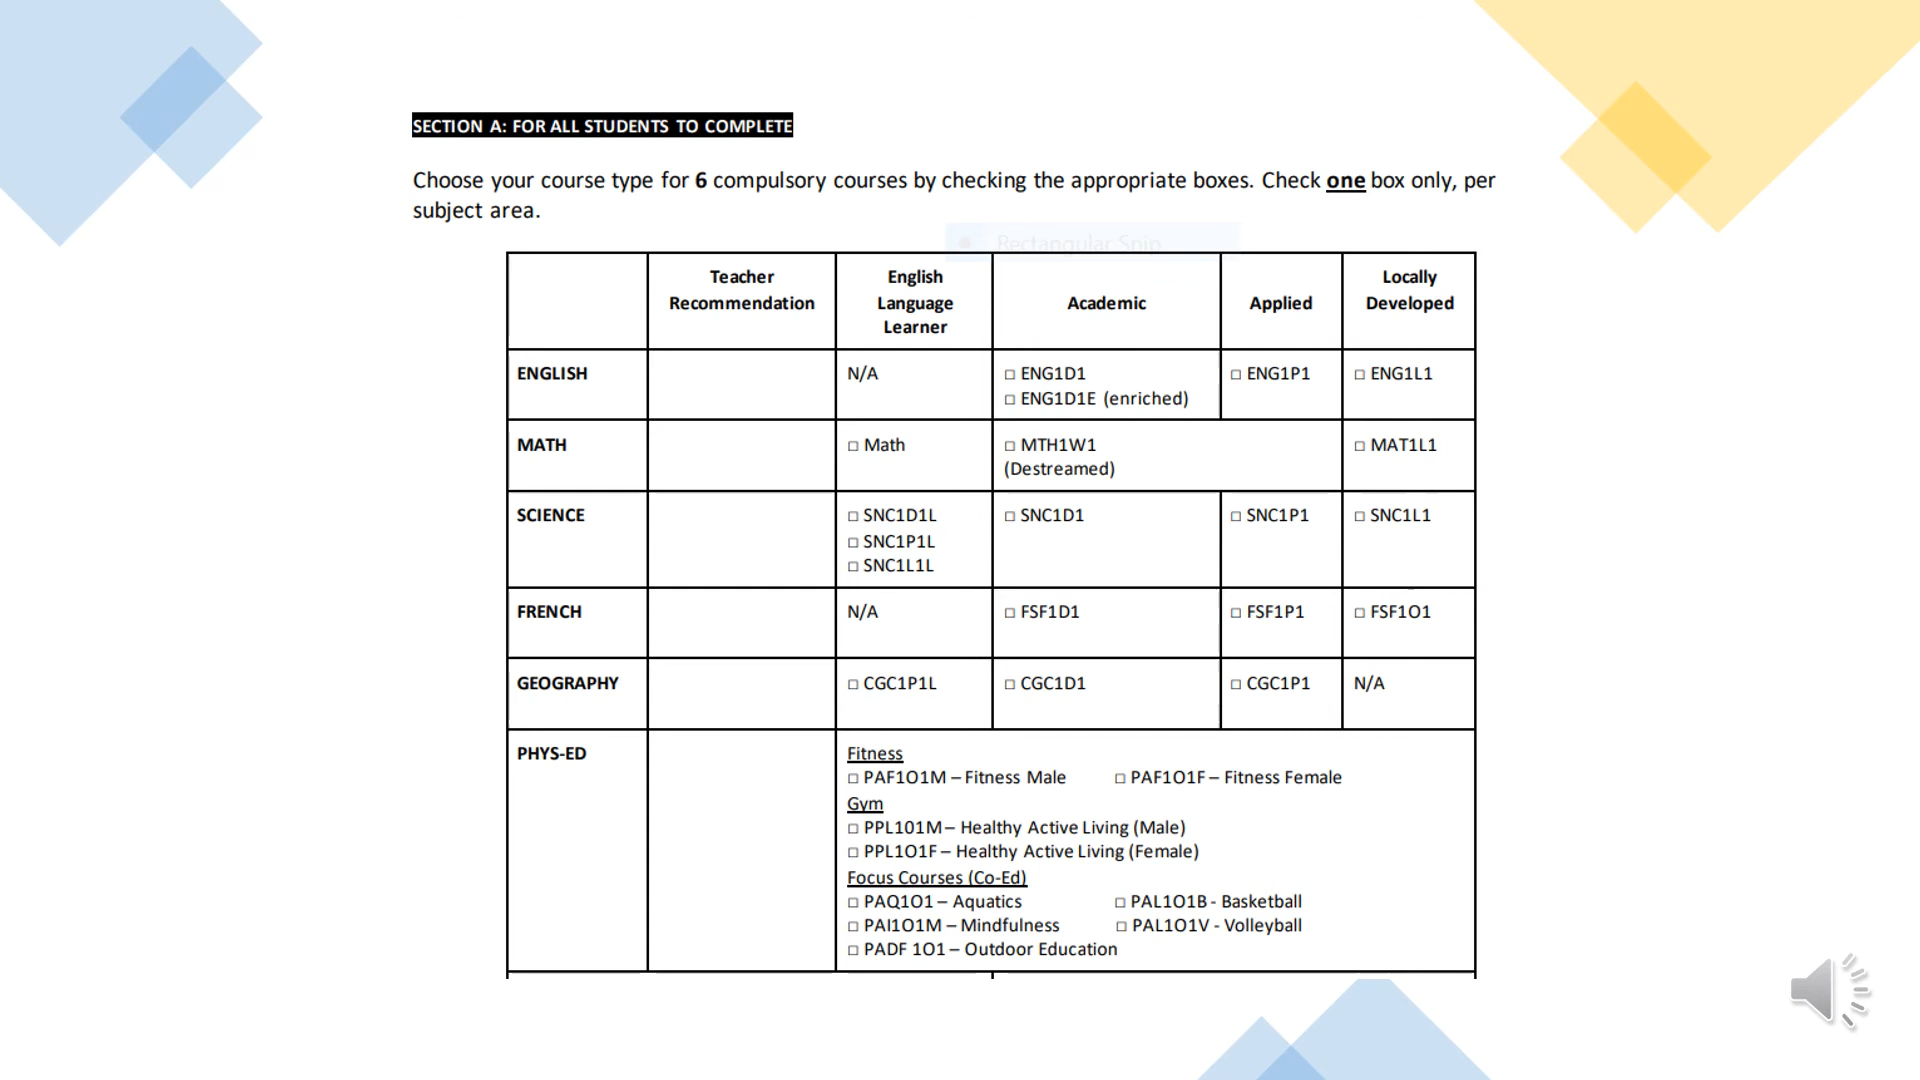 SECTION A: FOR ALL STUDENTS TO COMPLETE
Choose your course type for 6 compulsory courses by checking the appropriate boxes. Check one box only, per
subject area.
Rectangular Snip
Teacher Recommendation
English Language Learner
Academic
Applied
Locally Developed
ENGLISH
N/A
□ ENG1D1
□ ENG1D1E (enriched)
□ ENG1P1
□ ENG1L1
MATH
□ Math
□ MTH1W1
(Destreamed)
□ MAT1L1
SCIENCE
□ SNC1D1L
□ SNC1P1L
□ SNC1L1L
□ SNC1D1
□ SNC1P1
□ SNC1L1
FRENCH
N/A
□ FSF1D1
□ FSF1P1
□ FSF1O1
GEOGRAPHY
□ CGC1P1L
□ CGC1D1
□ CGC1P1
N/A
PHYS-ED
Fitness
□ PAF1O1M – Fitness Male □ PAF1O1F – Fitness Female
Gym
□ PPL101M – Healthy Active Living (Male)
□ PPL1O1F – Healthy Active Living (Female)
Focus Courses (Co-Ed)
□ PAQ1O1 – Aquatics □ PAL1O1B - Basketball
□ PAI1O1M – Mindfulness □ PAL1O1V - Volleyball
□ PADF 1O1 – Outdoor Education